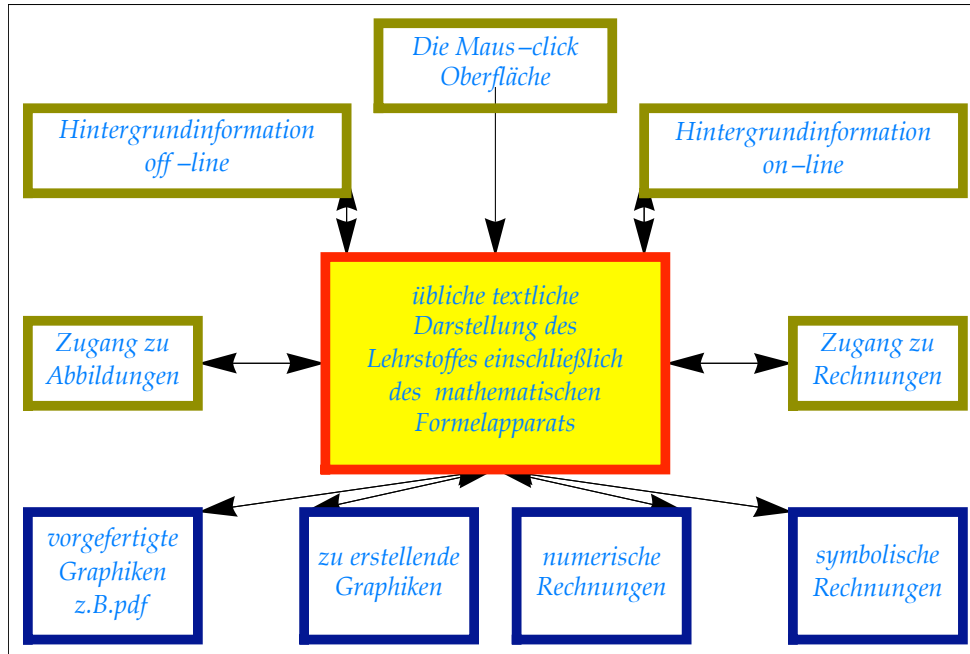 Die Maus–click
Oberfläche
Hintergrundinformation
off–line
Hintergrundinformation
on–line
übliche textliche
Darstellung des
Lehrstoffes einschließlich
des mathematischen
Formelapparats
Zugang zu
Abbildungen
Zugang zu
Rechnungen
vorgefertigte
Graphiken
z.B.pdf
zu erstellende
Graphiken
numerische
Rechnungen
symbolische
Rechnungen